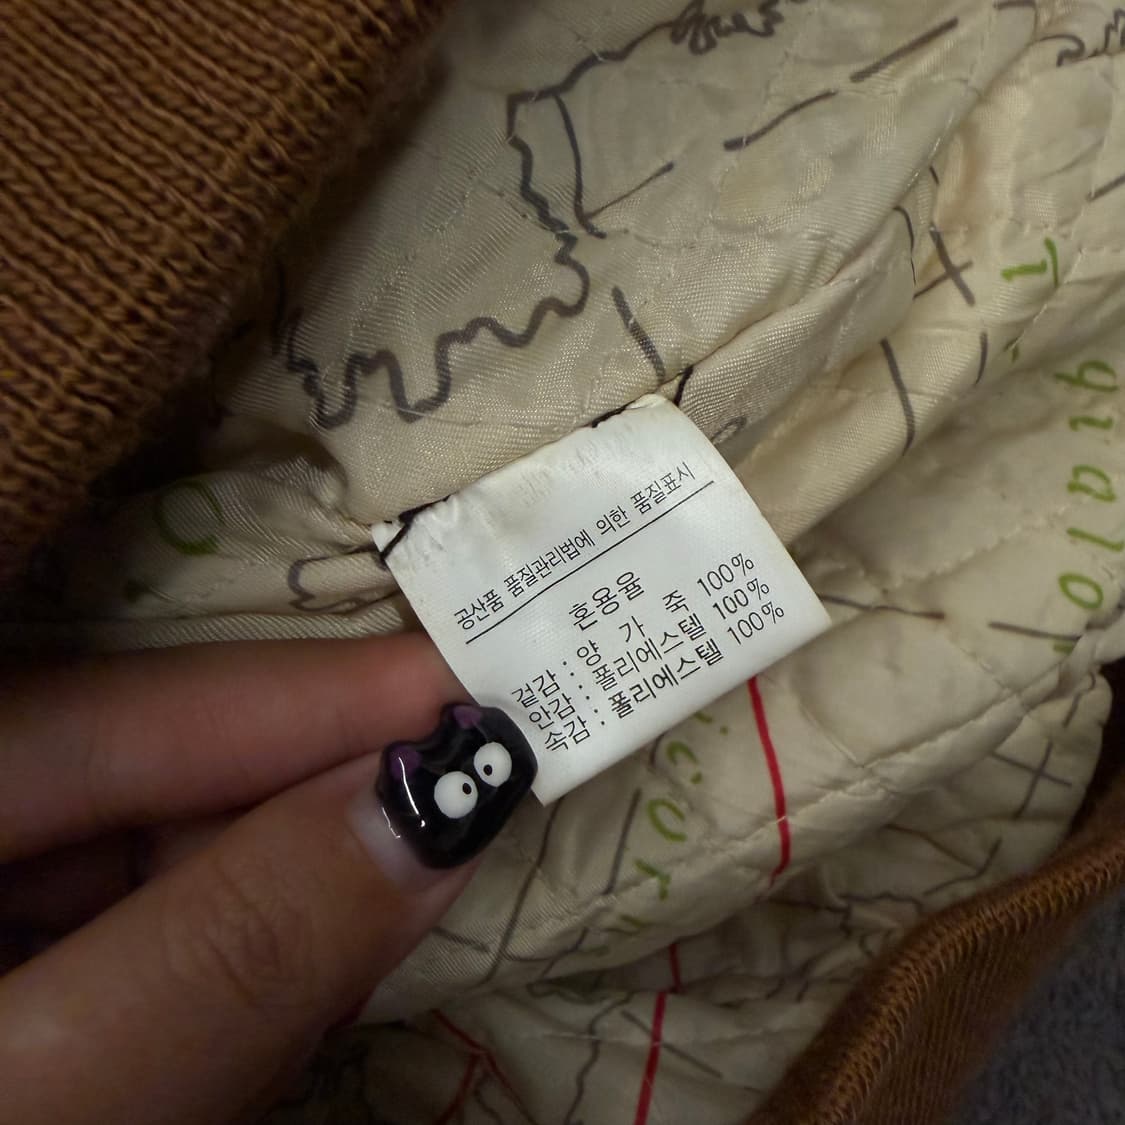 공산품 품질관리법에 의한 품질표시
혼용율
겉감 : 양 가 죽 100%
안감 : 폴리에스텔 100%
속감 : 폴리에스텔 100%